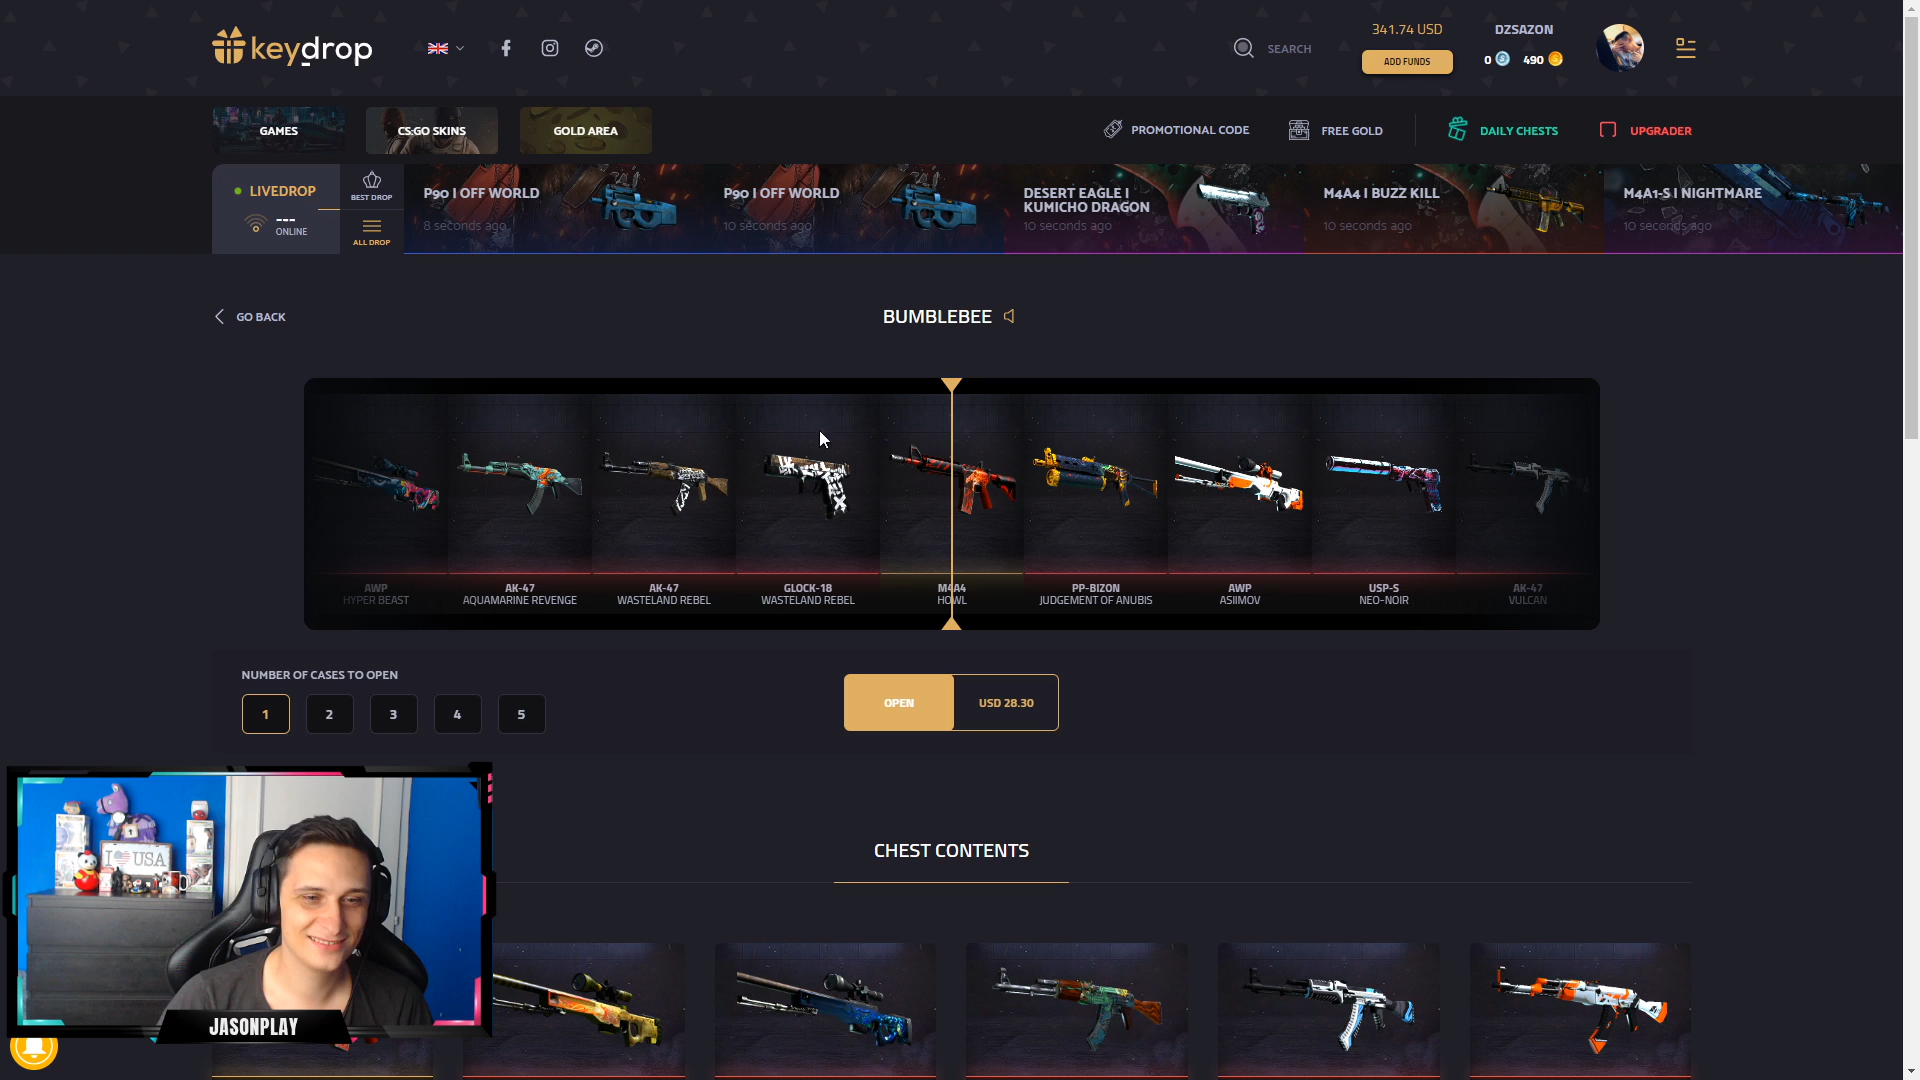 keydrop
SEARCH
341.74 USD
ADD FUNDS
DZSAZON
0
490
GAMES
CS:GO SKINS
GOLD AREA
PROMOTIONAL CODE
FREE GOLD
DAILY CHESTS
UPGRADER
LIVEDROP
---
ONLINE
BEST DROP
ALL DROP
P90 | OFF WORLD
8 seconds ago
P90 | OFF WORLD
10 seconds ago
DESERT EAGLE |
KUMICHO DRAGON
10 seconds ago
M4A4 | BUZZ KILL
10 seconds ago
M4A1-S | NIGHTMARE
10 seconds ago
GO BACK
BUMBLEBEE
AWP
HYPER BEAST
AK-47
AQUAMARINE REVENGE
AK-47
WASTELAND REBEL
GLOCK-18
WASTELAND REBEL
M4A4
HOWL
PP-BIZON
JUDGEMENT OF ANUBIS
AWP
ASIIMOV
USP-S
NEO-NOIR
AK-47
VULCAN
NUMBER OF CASES TO OPEN
1
2
3
4
5
OPEN
USD 28.30
CHEST CONTENTS
I USA
JASONPLAY